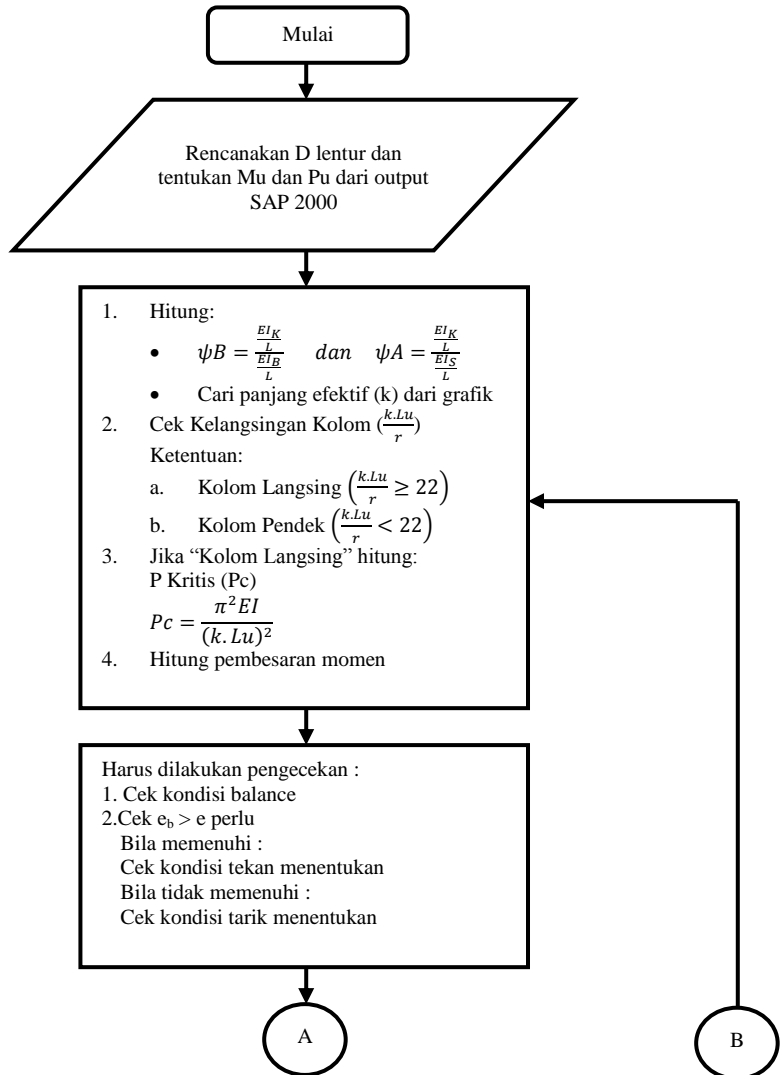 Mulai
Rencanakan D lentur dan
tentukan Mu dan Pu dari output
SAP 2000
1. Hitung:
• ψB = (EI_K/L)/(EI_B/L) dan ψA = (EI_K/L)/(EI_S/L)
• Cari panjang efektif (k) dari grafik
2. Cek Kelangsingan Kolom (k.Lu/r)
Ketentuan:
a. Kolom Langsing (k.Lu/r ≥ 22)
b. Kolom Pendek (k.Lu/r < 22)
3. Jika “Kolom Langsing” hitung:
P Kritis (Pc)
Pc = π²EI/(k.Lu)²
4. Hitung pembesaran momen
Harus dilakukan pengecekan :
1. Cek kondisi balance
2.Cek e_b > e perlu
Bila memenuhi :
Cek kondisi tekan menentukan
Bila tidak memenuhi :
Cek kondisi tarik menentukan
A
B